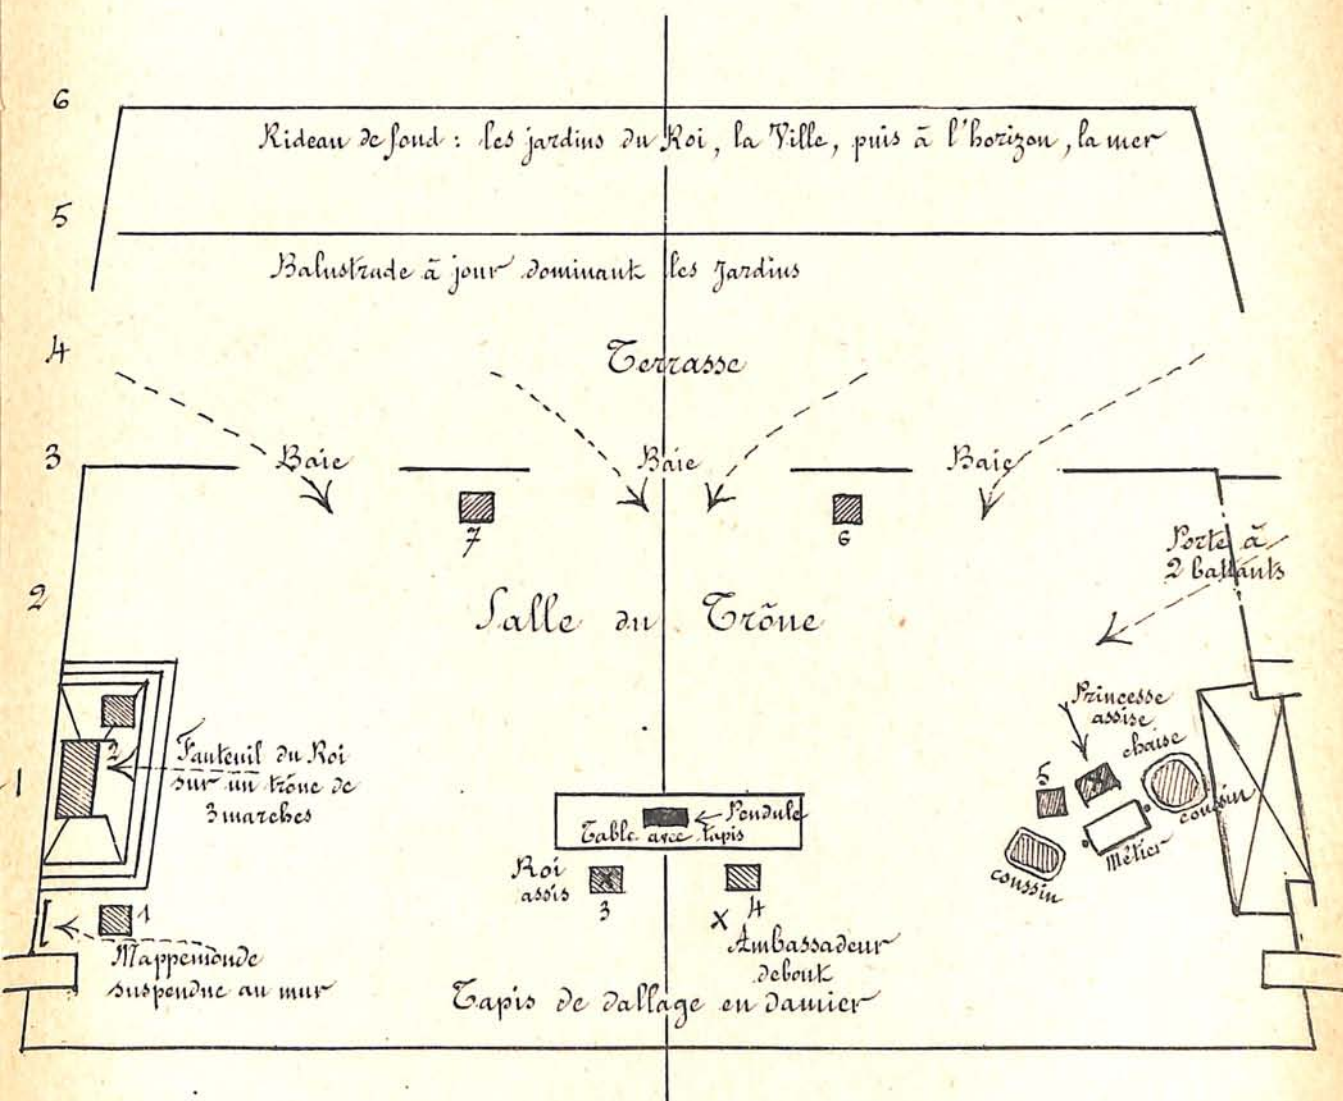 6
Rideau de fond : les jardins du Roi, la Ville, puis à l'horizon, la mer
5
Balustrade à jour dominant les Jardins
4
Terrasse
3
Baie
Baie
Baie
7
6
Porte à
2 battants
2
Salle du Trône
Princesse
assise
chaise
5
coussin
Métier
coussin
2
Fauteuil du Roi
sur un trône de
3 marches
1
Pendule
Table avec tapis
Roi
assis
3
4
X
Ambassadeur
debout
1
Mappemonde
suspendue au mur
Tapis de dallage en damier